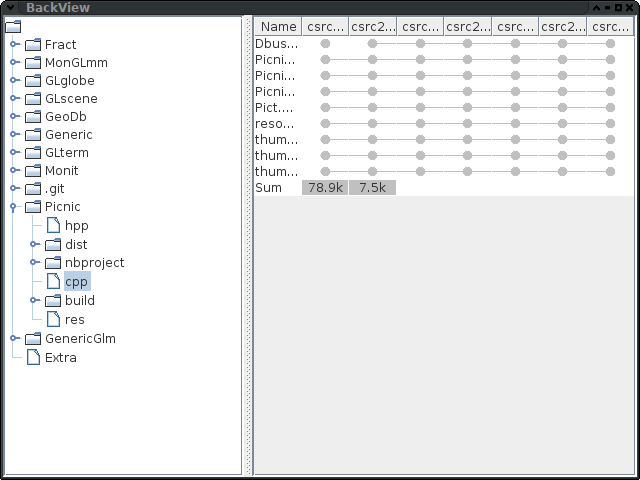 BackView
Fract
MonGLmm
GLglobe
GLscene
GeoDb
Generic
GLterm
Monit
.git
Picnic
hpp
dist
nbproject
cpp
build
res
GenericGlm
Extra
Name csrc... csrc2... csrc... csrc2... csrc... csrc2... csrc...
Dbus...
Picni...
Picni...
Picni...
Pict....
reso...
thum...
thum...
thum...
Sum 78.9k 7.5k